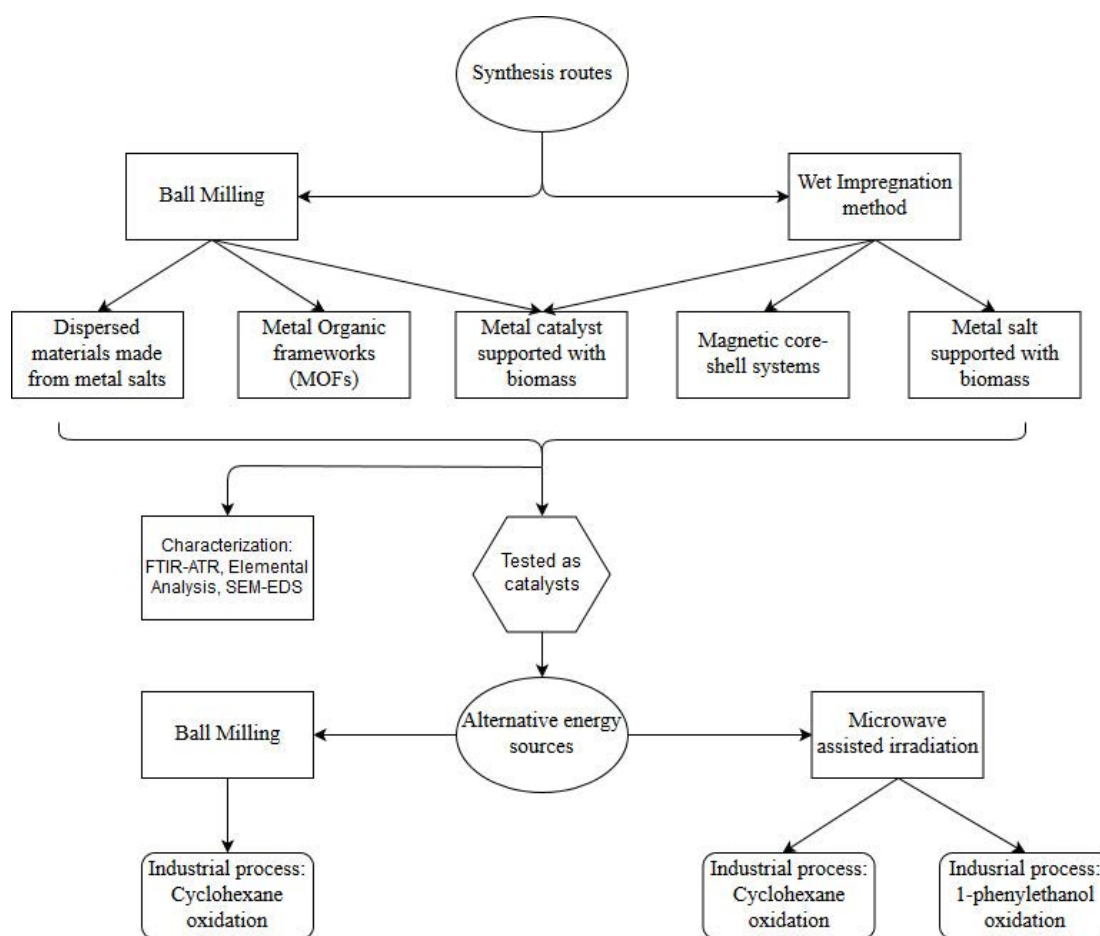 Synthesis routes
Ball Milling
Wet Impregnation
method
Dispersed
materials made
from metal salts
Metal Organic
frameworks
(MOFs)
Metal catalyst
supported with
biomass
Magnetic core-
shell systems
Metal salt
supported with
biomass
Characterization:
FTIR-ATR, Elemental
Analysis, SEM-EDS
Tested as
catalysts
Ball Milling
Alternative energy
sources
Microwave
assisted irradiation
Industrial process:
Cyclohexane
oxidation
Industrial process:
Cyclohexane
oxidation
Indusrial process:
1-phenylethanol
oxidation